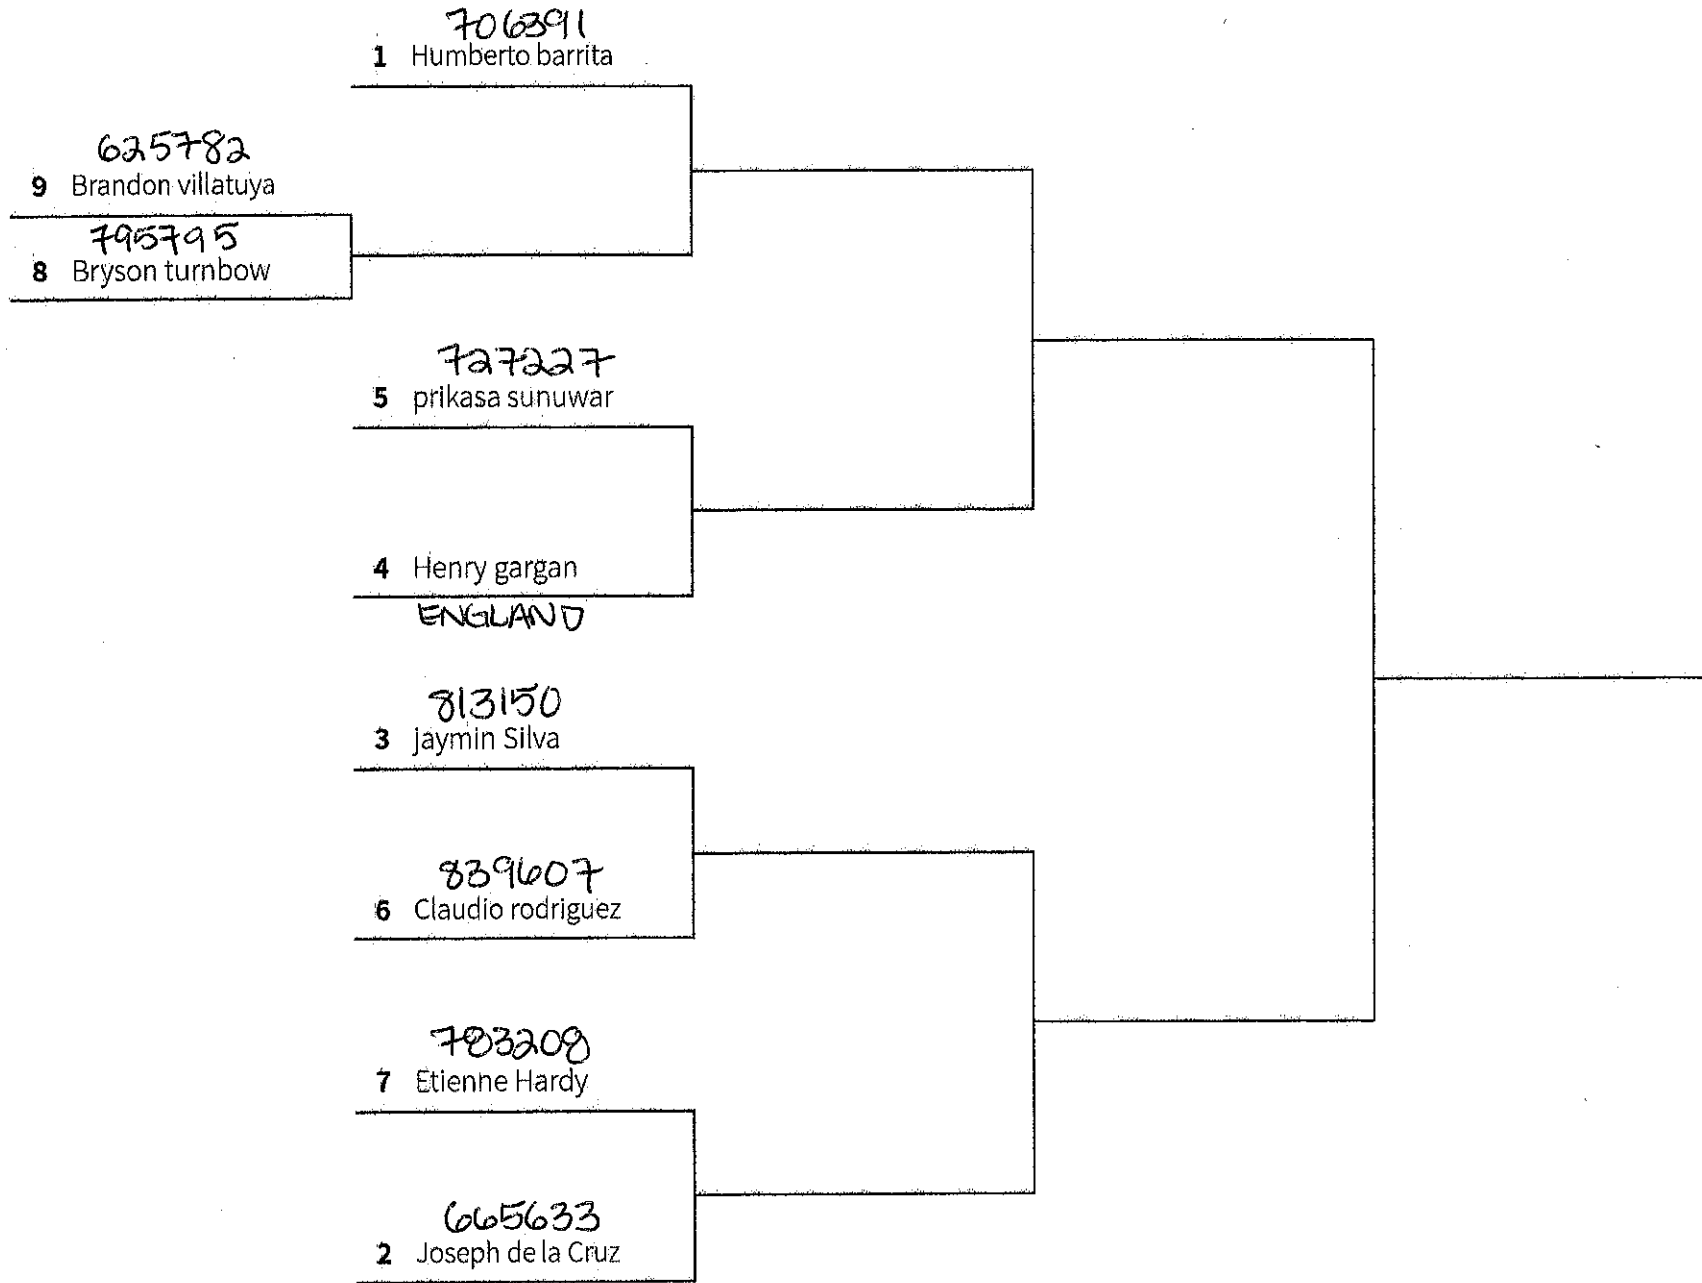 706391
1 Humberto barrita
625782
9 Brandon villatuya
795795
8 Bryson turnbow
727227
5 prikasa sunuwar
4 Henry gargan
ENGLAND
813150
3 jaymin Silva
839607
6 Claudio rodriguez
783208
7 Etienne Hardy
665633
2 Joseph de la Cruz